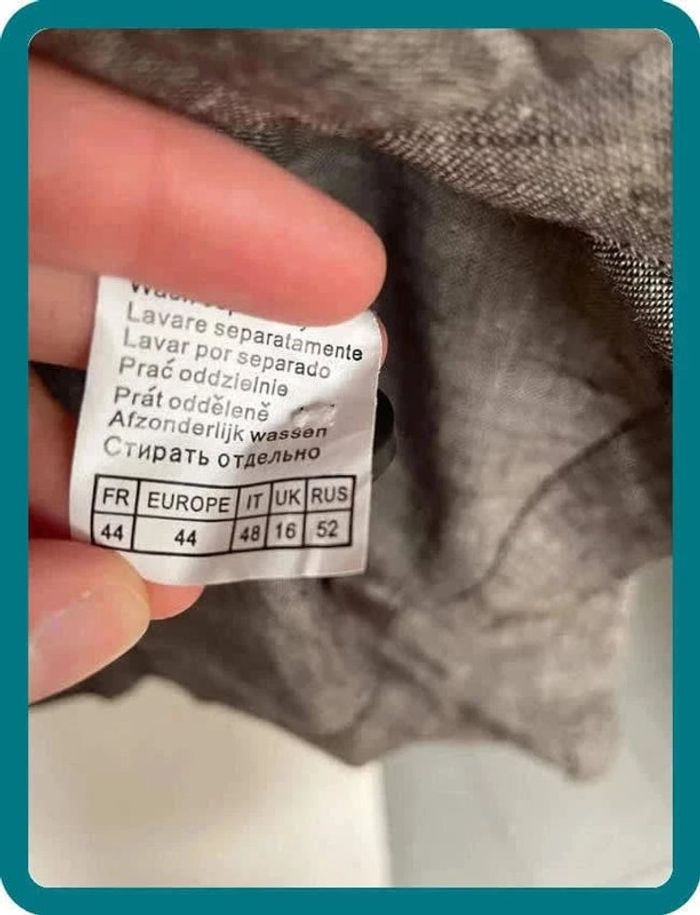 Lavare separatamente
Lavar por separado
Prać oddzielnie
Prát odděleně
Afzonderlijk wassen
Стирать отдельно
FR EUROPE IT UK RUS
44 44 48 16 52